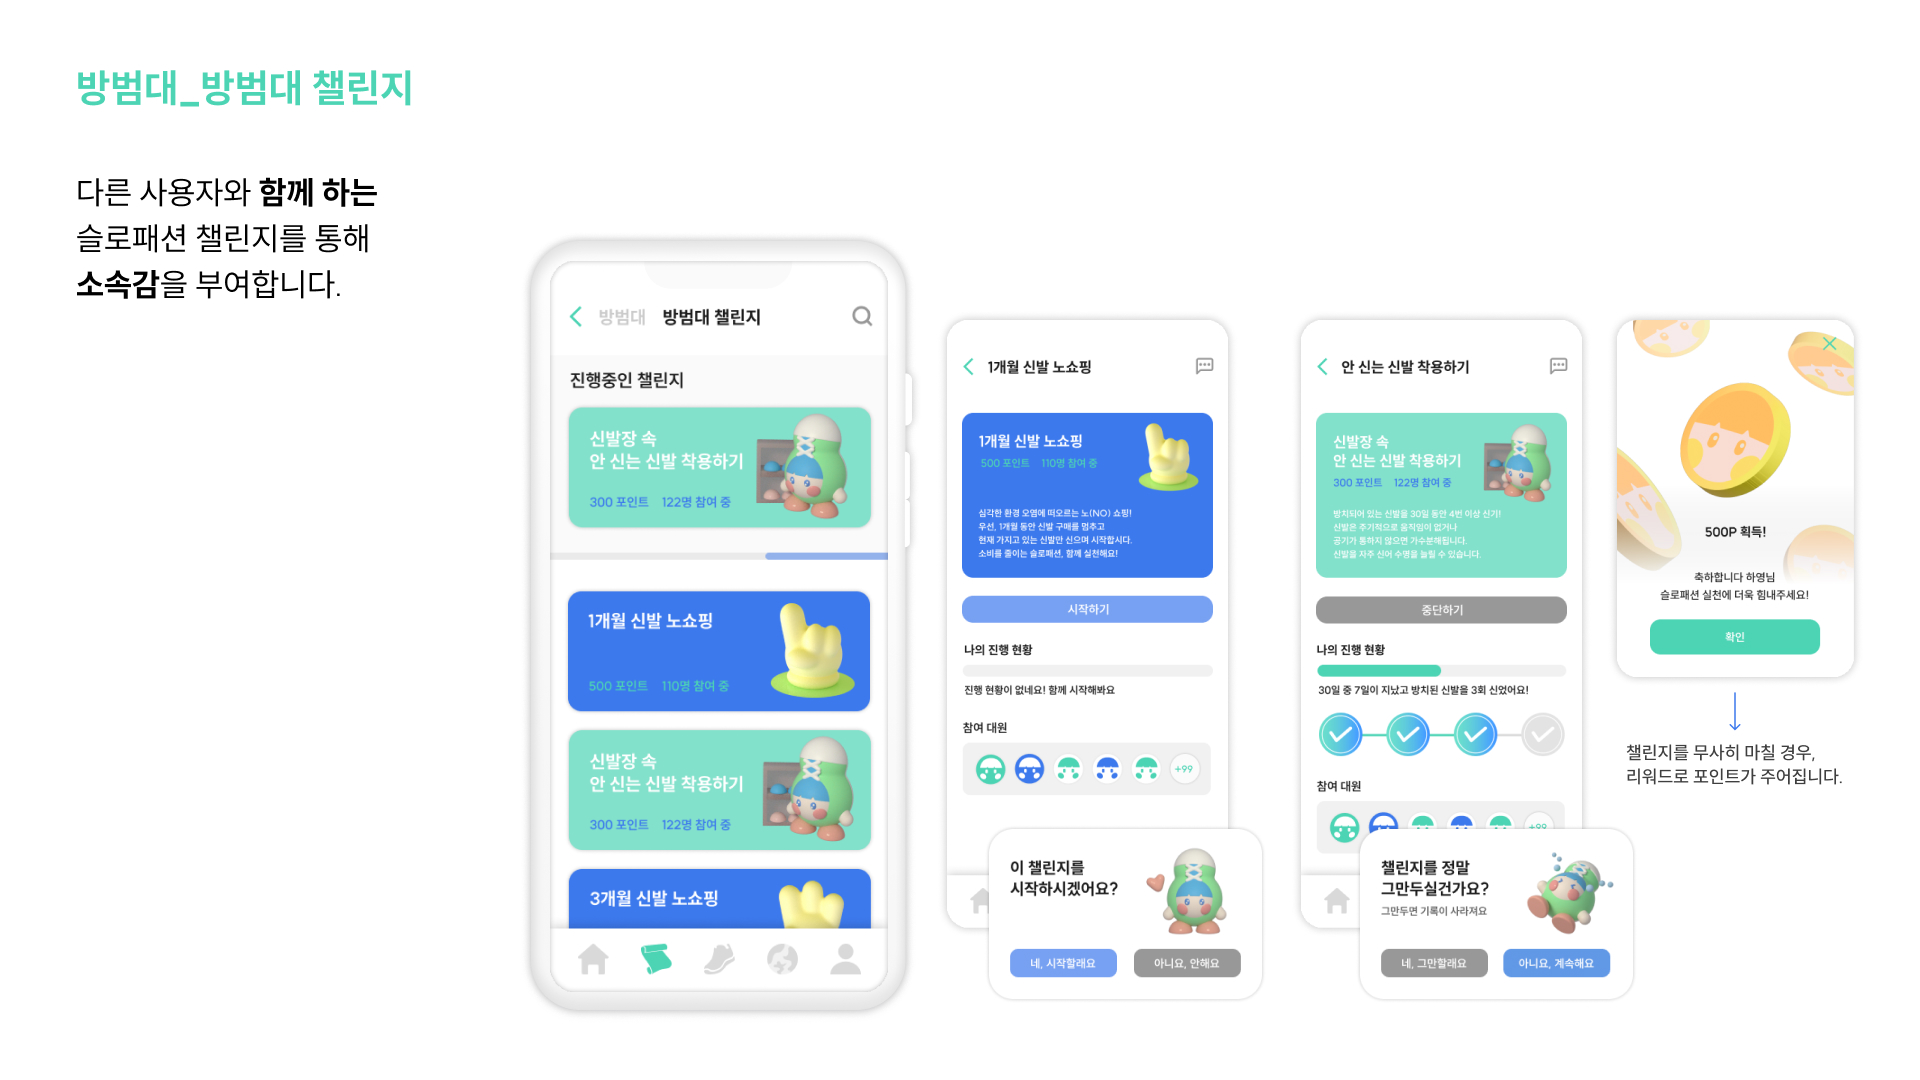 방범대_방범대 챌린지
다른 사용자와 함께 하는
슬로패션 챌린지를 통해
소속감을 부여합니다.
방범대 방범대 챌린지
진행중인 챌린지
신발장 속
안 신는 신발 착용하기
300 포인트 122명 참여 중
1개월 신발 노쇼핑
500 포인트 110명 참여 중
신발장 속
안 신는 신발 착용하기
300 포인트 122명 참여 중
3개월 신발 노쇼핑
1개월 신발 노쇼핑
1개월 신발 노쇼핑
500 포인트 110명 참여 중
심각한 환경 오염에 떠오르는 노(NO) 쇼핑!
우선, 1개월 동안 신발 구매를 멈추고
현재 가지고 있는 신발만 신으며 시작합시다.
소비를 줄이는 슬로패션, 함께 실천해요!
시작하기
나의 진행 현황
진행 현황이 없네요! 함께 시작해봐요
참여 대원
+99
이 챌린지를
시작하시겠어요?
네, 시작할래요 아니요, 안해요
안 신는 신발 착용하기
신발장 속
안 신는 신발 착용하기
300 포인트 122명 참여 중
방치되어 있는 신발을 30일 동안 4번 이상 신기!
신발은 주기적으로 움직임이 없거나
공기가 통하지 않으면 가수분해됩니다.
신발을 자주 신어 수명을 늘릴 수 있습니다.
중단하기
나의 진행 현황
30일 중 7일이 지났고 방치된 신발을 3회 신었어요!
참여 대원
+99
챌린지를 정말
그만두실건가요?
그만두면 기록이 사라져요
네, 그만할래요 아니요, 계속해요
500P 획득!
축하합니다 하영님
슬로패션 실천에 더욱 힘내주세요!
확인
챌린지를 무사히 마칠 경우,
리워드로 포인트가 주어집니다.